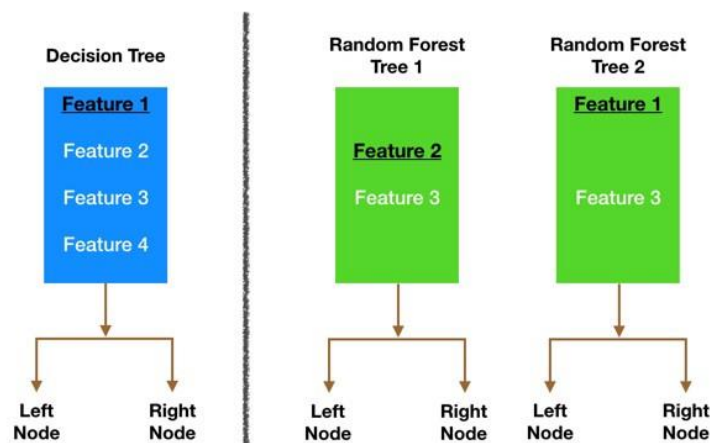 Decision Tree
Feature 1
Feature 2
Feature 3
Feature 4
Left
Node
Right
Node
Random Forest
Tree 1
Feature 2
Feature 3
Left
Node
Right
Node
Random Forest
Tree 2
Feature 1
Feature 3
Left
Node
Right
Node